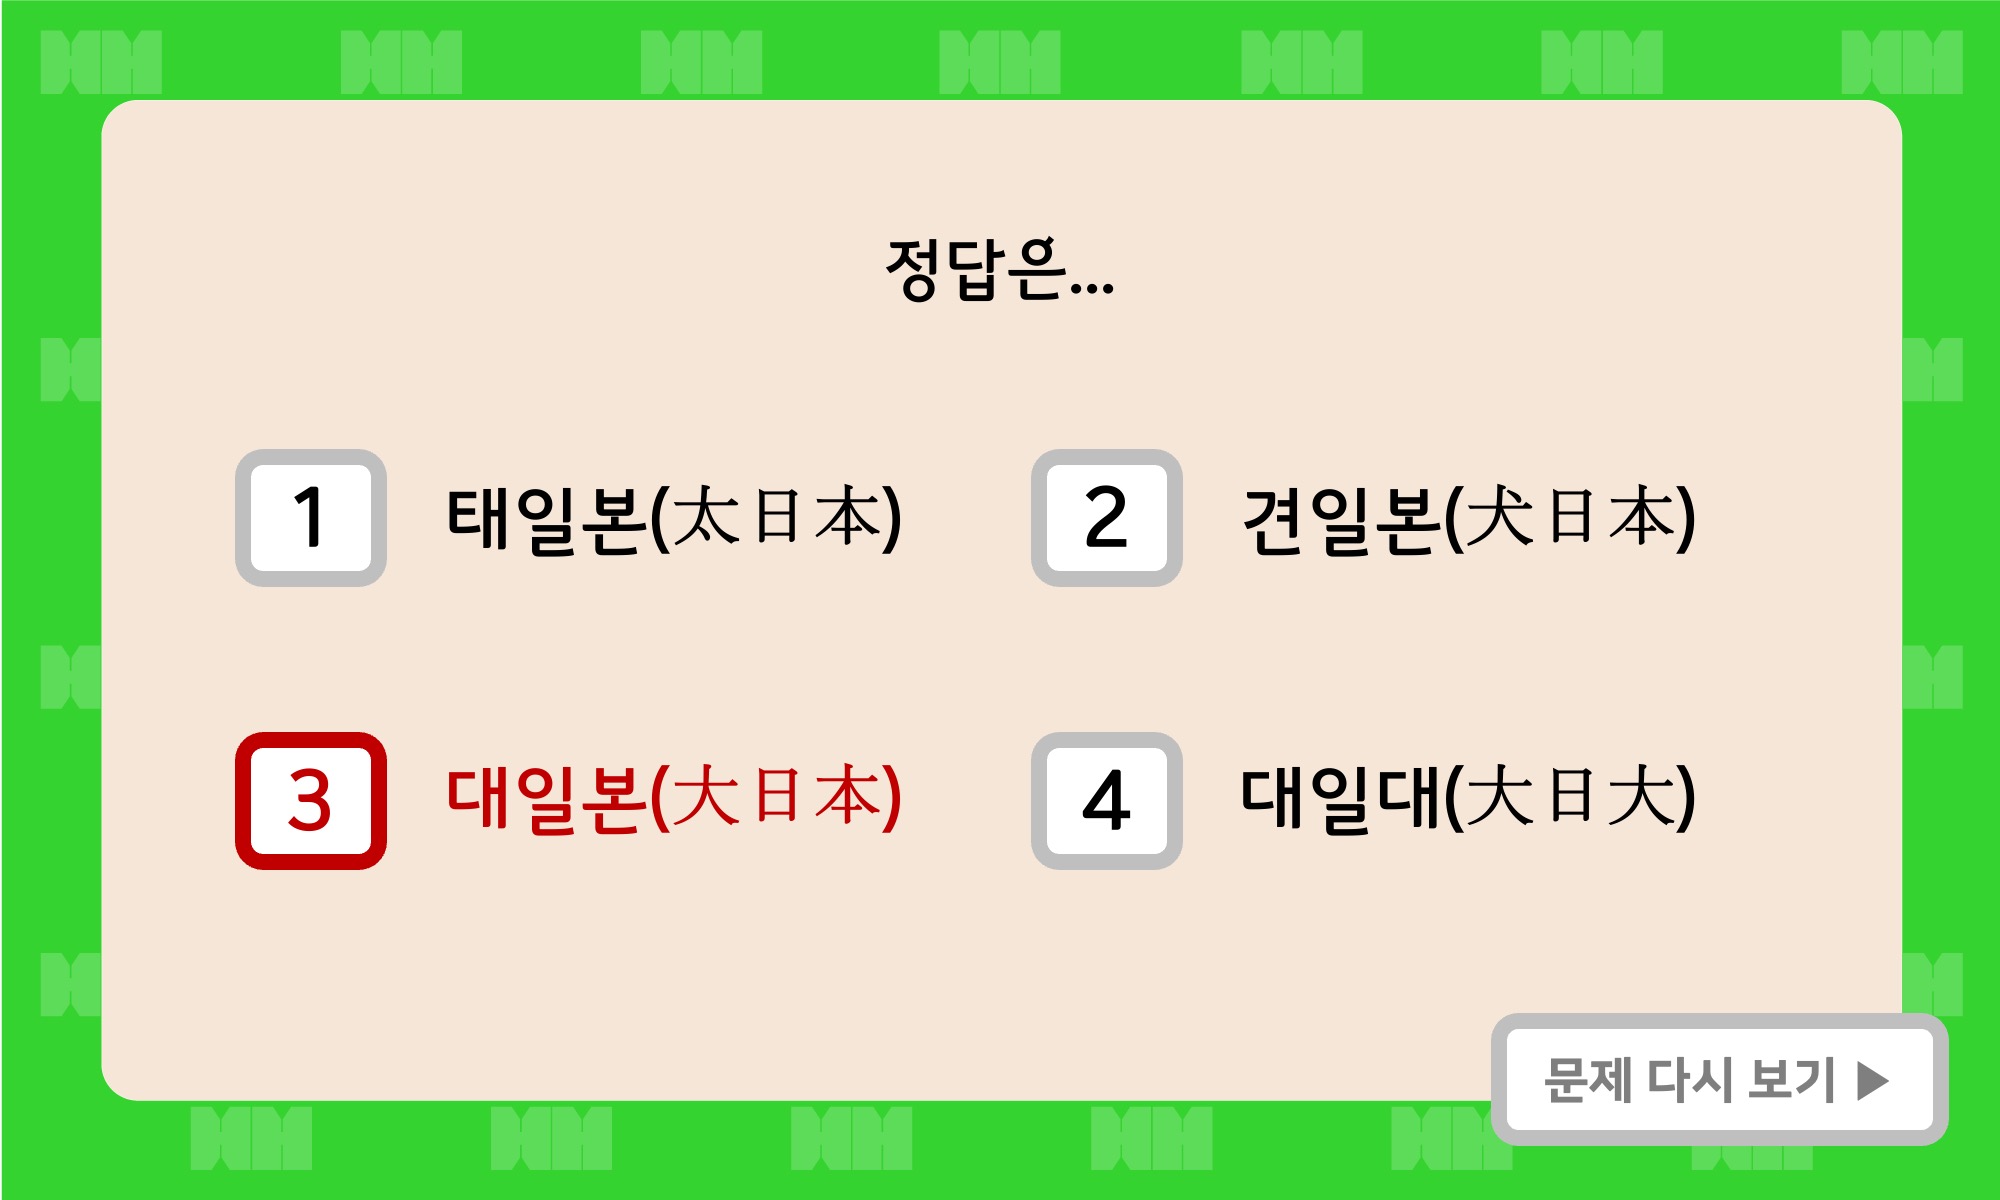 정답은...
1 태일본(太日本)
2 견일본(犬日本)
3 대일본(大日本)
4 대일대(大日大)
문제 다시 보기 ▶